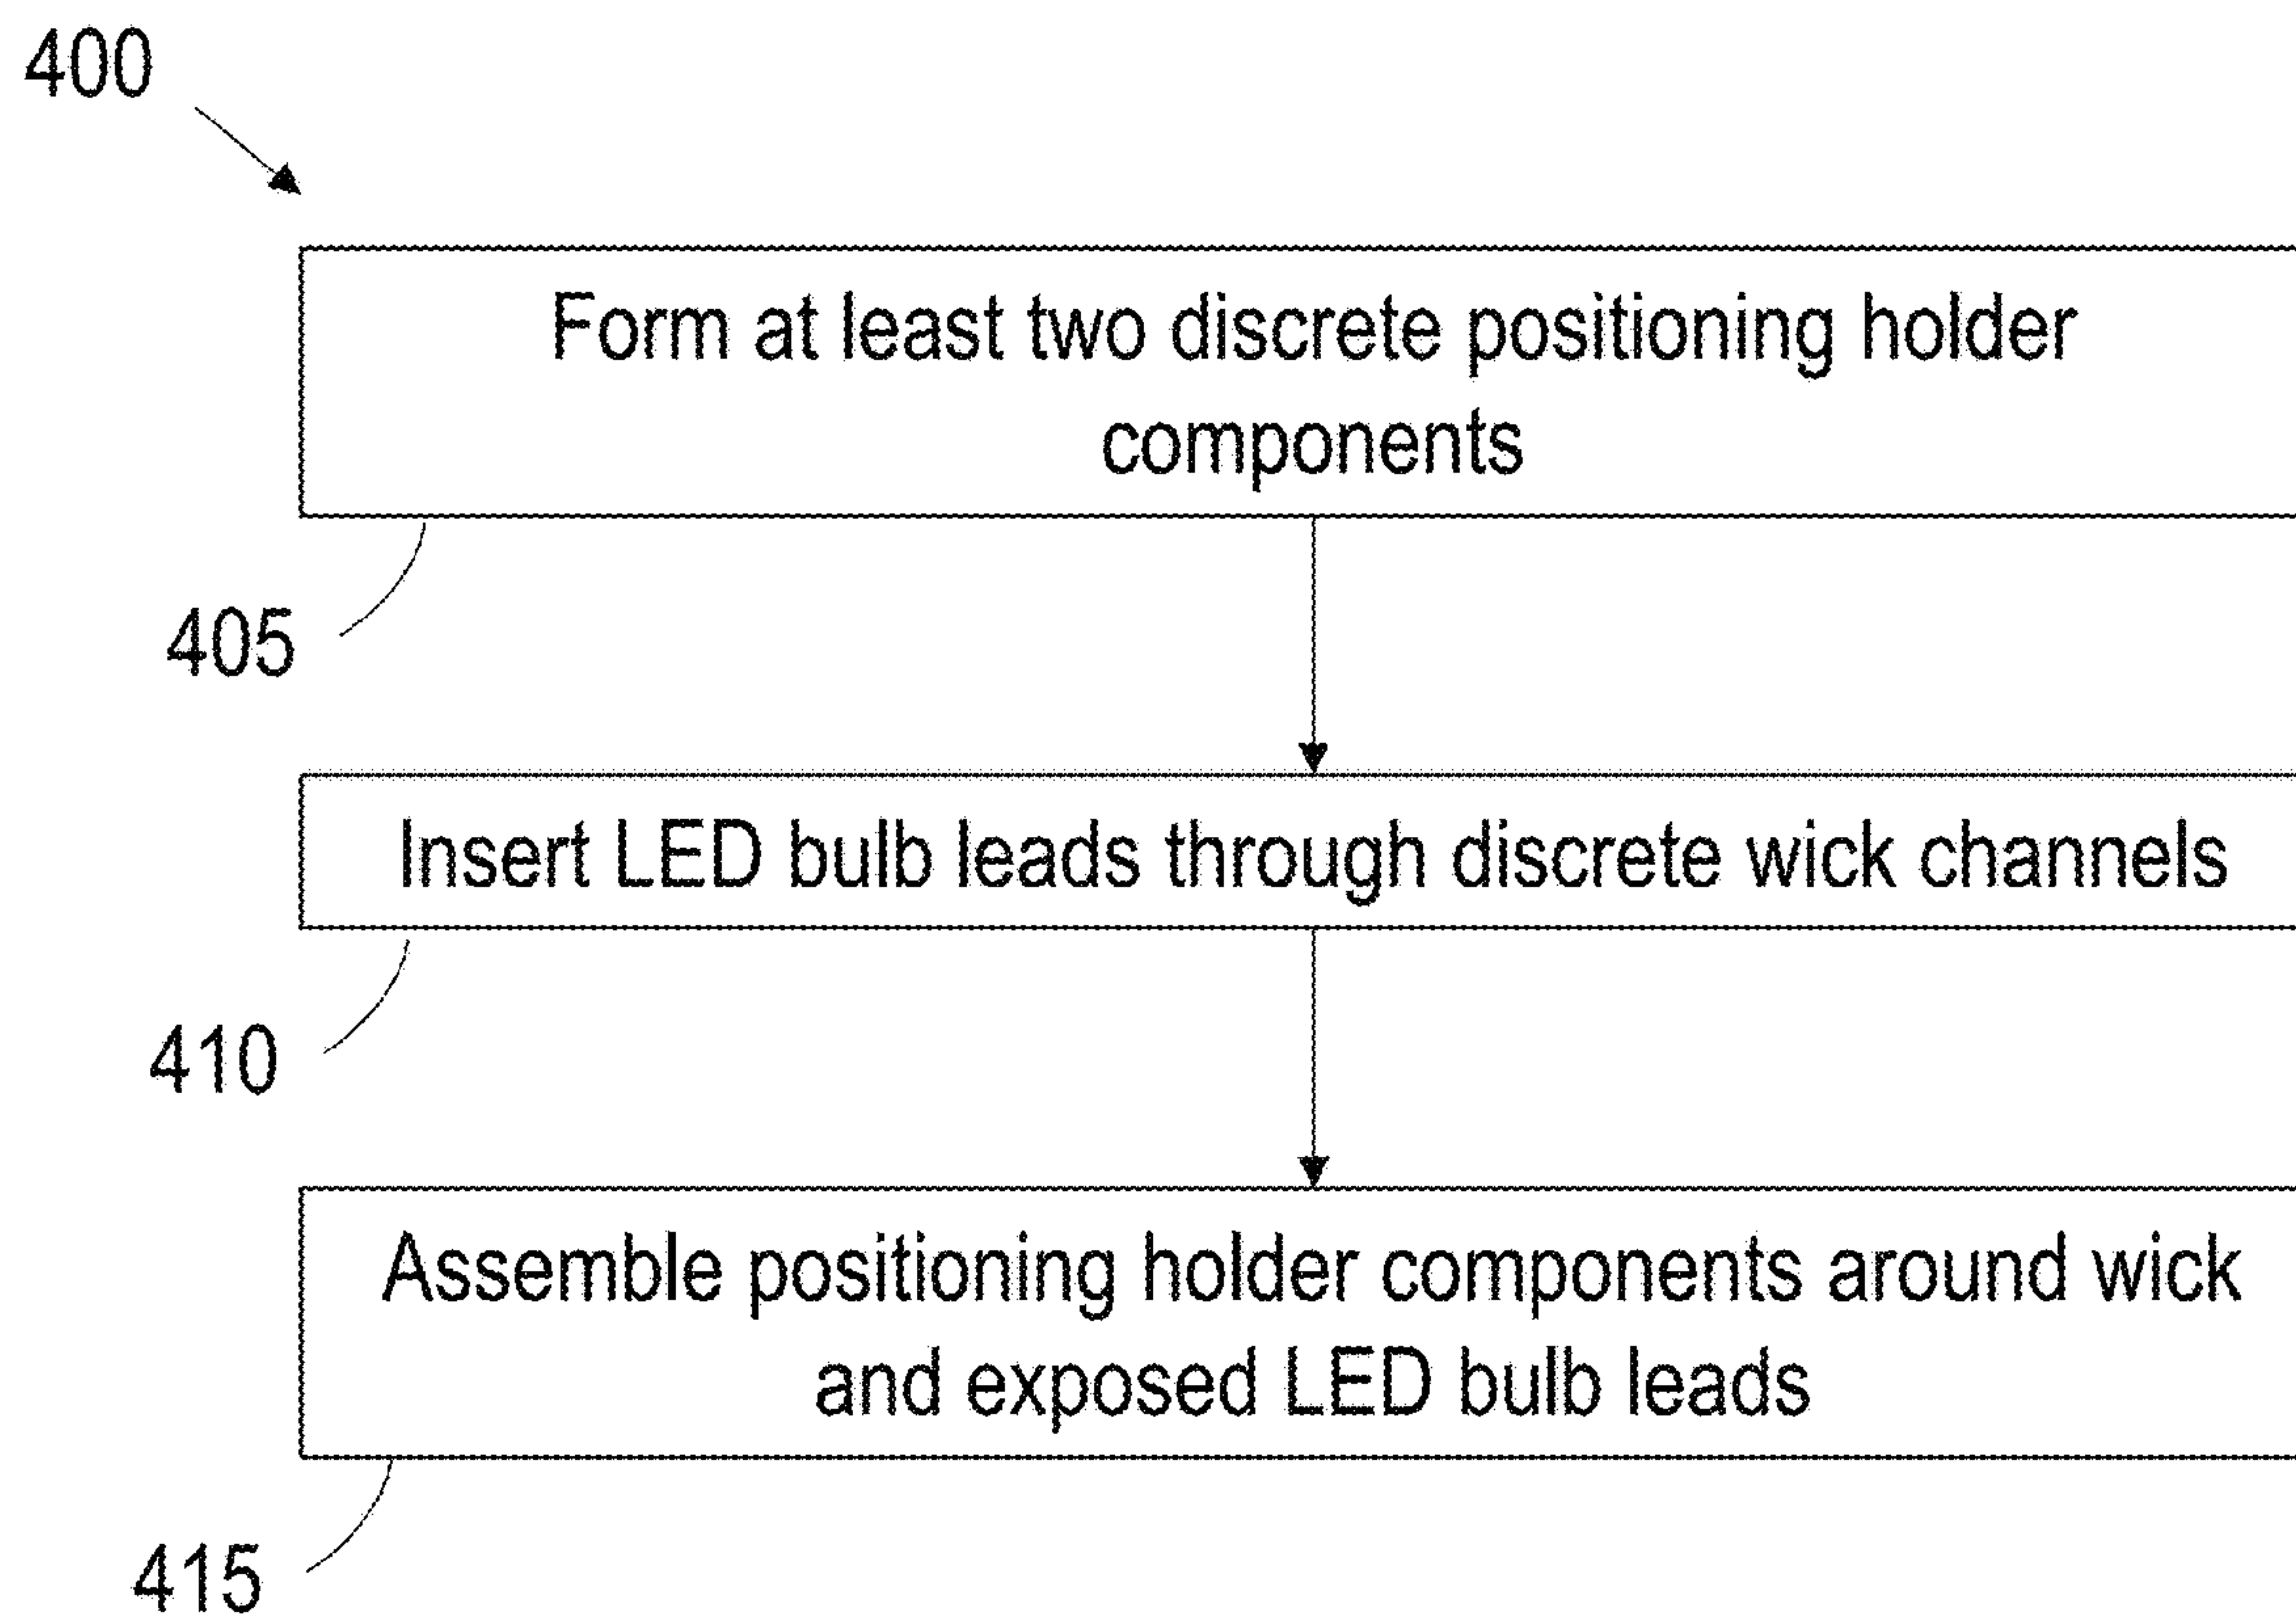 400
Form at least two discrete positioning holder
components
405
Insert LED bulb leads through discrete wick channels
410
Assemble positioning holder components around wick
and exposed LED bulb leads
415